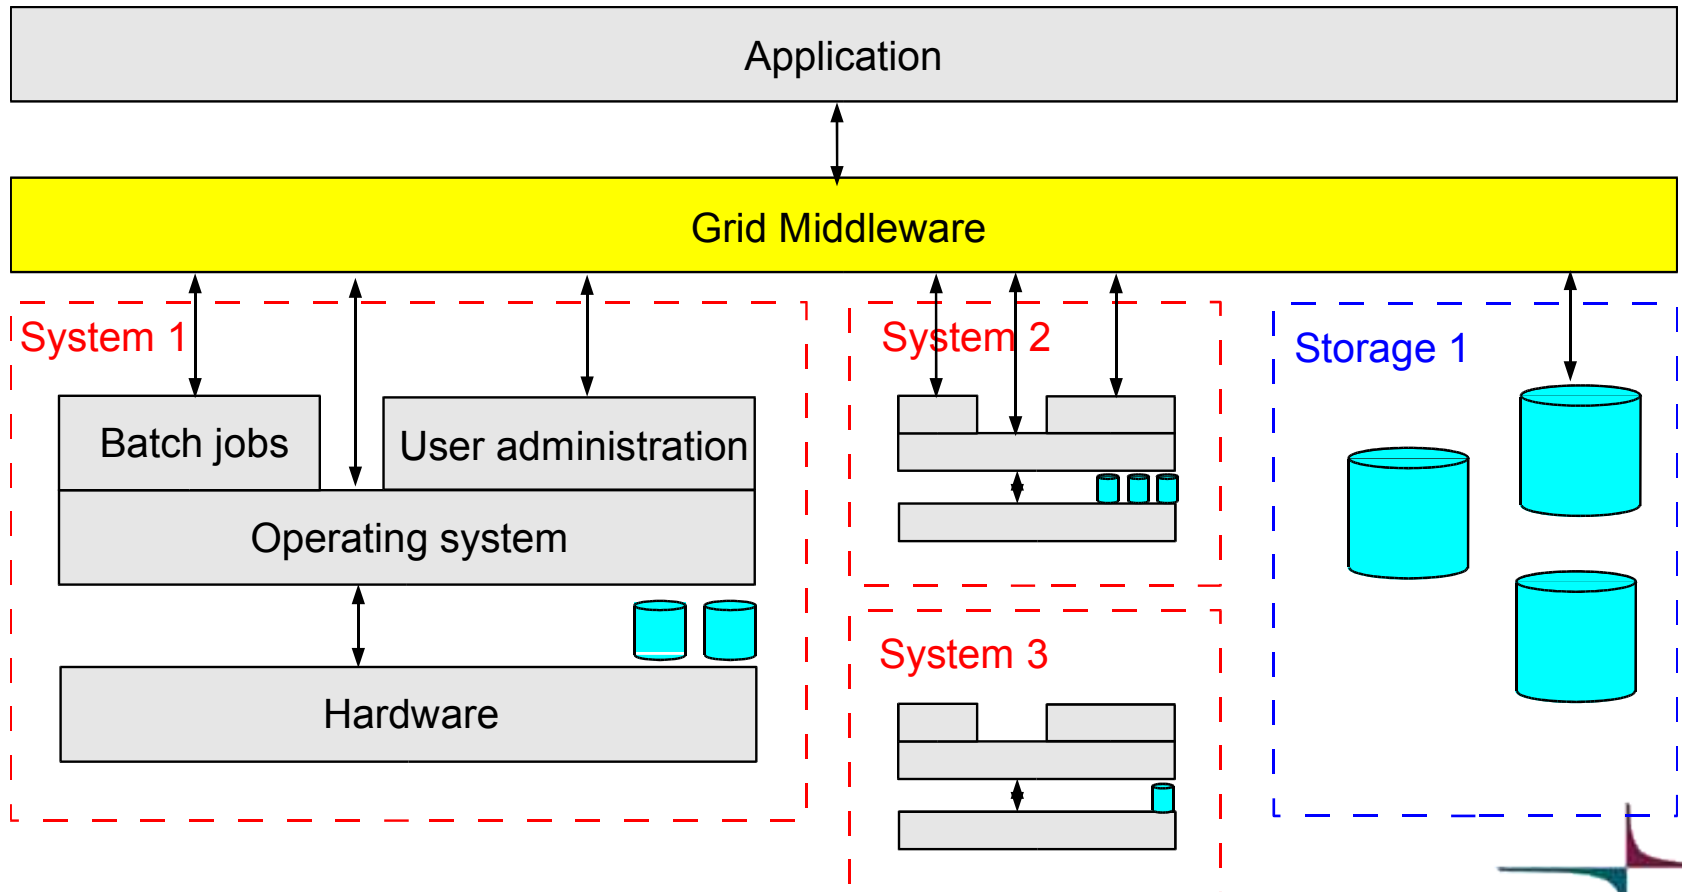 Application
Grid Middleware
System 1
System 2
Storage 1
Batch jobs
User administration
Operating system
System 3
Hardware